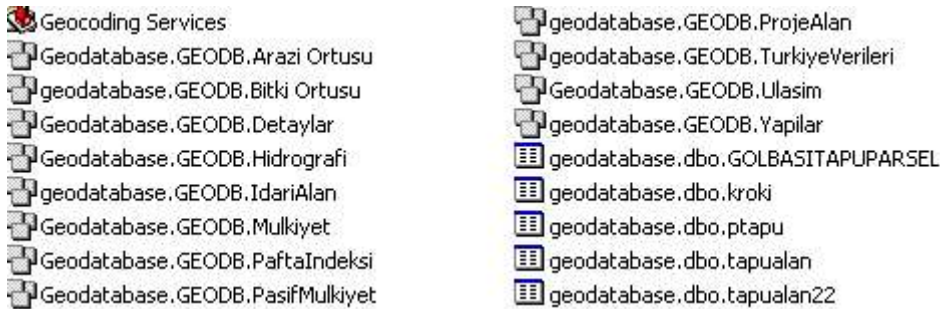 Geocoding Services
Geodatabase.GEODB.Arazi Ortusu
geodatabase.GEODB.Bitki Ortusu
Geodatabase.GEODB.Detaylar
Geodatabase.GEODB.Hidrografi
geodatabase.GEODB.IdariAlan
Geodatabase.GEODB.Mulkiyet
Geodatabase.GEODB.PaftaIndeksi
Geodatabase.GEODB.PasifMulkiyet
geodatabase.GEODB.ProjeAlan
geodatabase.GEODB.TurkiyeVerileri
Geodatabase.GEODB.Ulasim
geodatabase.GEODB.Yapilar
geodatabase.dbo.GOLBASITAPUPARSEL
geodatabase.dbo.kroki
geodatabase.dbo.ptapu
geodatabase.dbo.tapualan
geodatabase.dbo.tapualan22